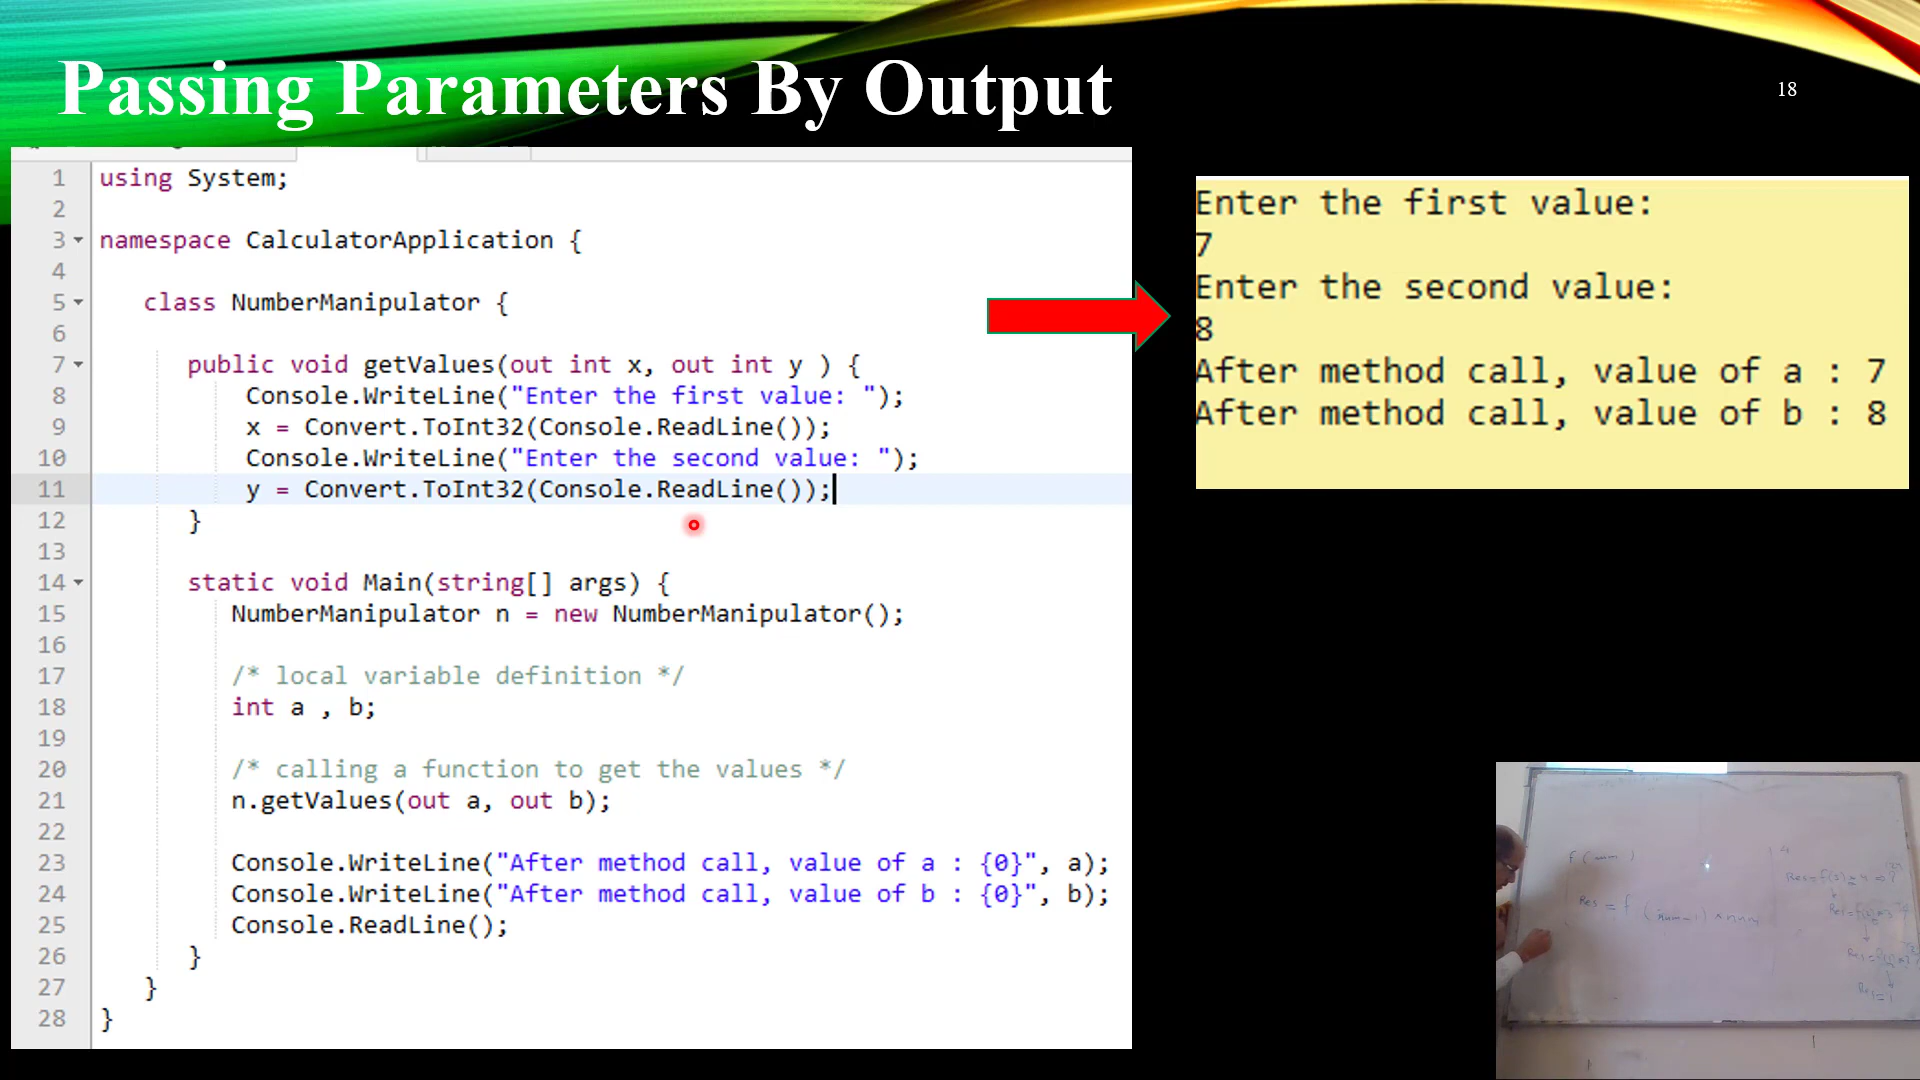 Passing Parameters By Output
18
1 using System;
2
3 namespace CalculatorApplication {
4
5 class NumberManipulator {
6
7 public void getValues(out int x, out int y ) {
8 Console.WriteLine("Enter the first value: ");
9 x = Convert.ToInt32(Console.ReadLine());
10 Console.WriteLine("Enter the second value: ");
11 y = Convert.ToInt32(Console.ReadLine());
12 }
13
14 static void Main(string[] args) {
15 NumberManipulator n = new NumberManipulator();
16
17 /* local variable definition */
18 int a , b;
19
20 /* calling a function to get the values */
21 n.getValues(out a, out b);
22
23 Console.WriteLine("After method call, value of a : {0}", a);
24 Console.WriteLine("After method call, value of b : {0}", b);
25 Console.ReadLine();
26 }
27 }
28 }
Enter the first value:
7
Enter the second value:
8
After method call, value of a : 7
After method call, value of b : 8
Res = f (num-1) * num
Res=1